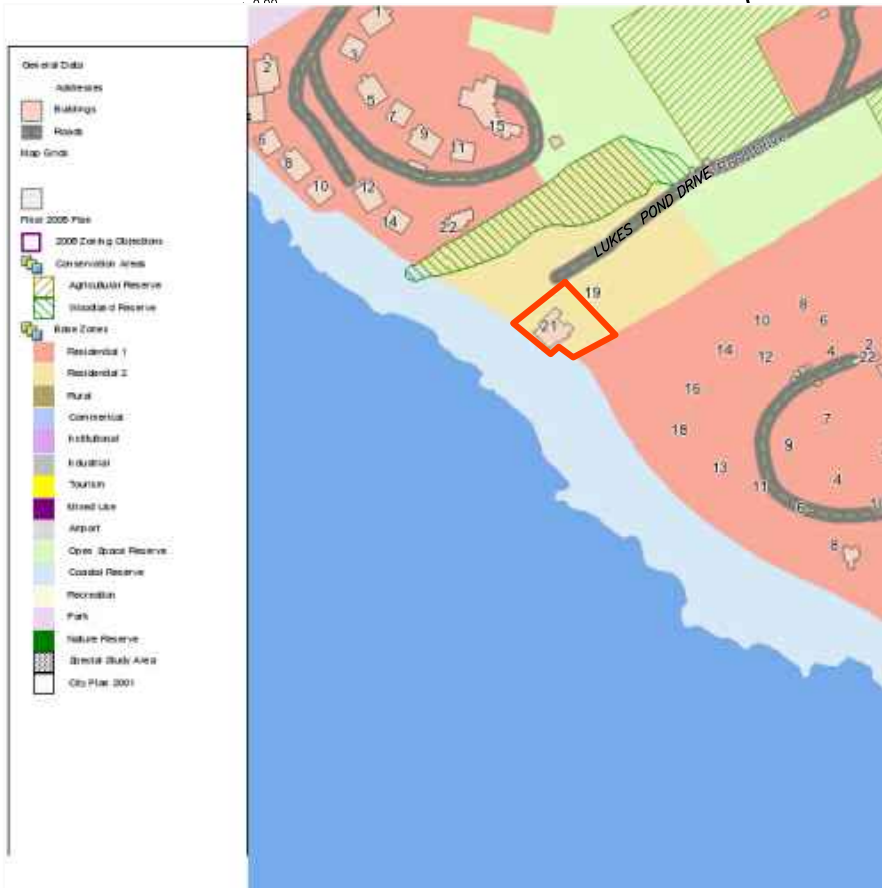 General Data
Addresses
Buildings
Roads
Map Grids
Final 2008 Plan
2008 Zoning Objections
Conservation Areas
Agricultural Reserve
Woodland Reserve
Base Zones
Residential 1
Residential 2
Rural
Commercial
Institutional
Industrial
Tourism
Mixed Use
Airport
Open Space Reserve
Coastal Reserve
Recreation
Park
Nature Reserve
Special Study Area
City Plan 2001
1
3
2
5
7
9
11
15
6
8
10
12
14
22
LUKES POND DRIVE
19
21
8
10
6
14
12
4
2
22
16
7
18
9
13
4
11
6
8